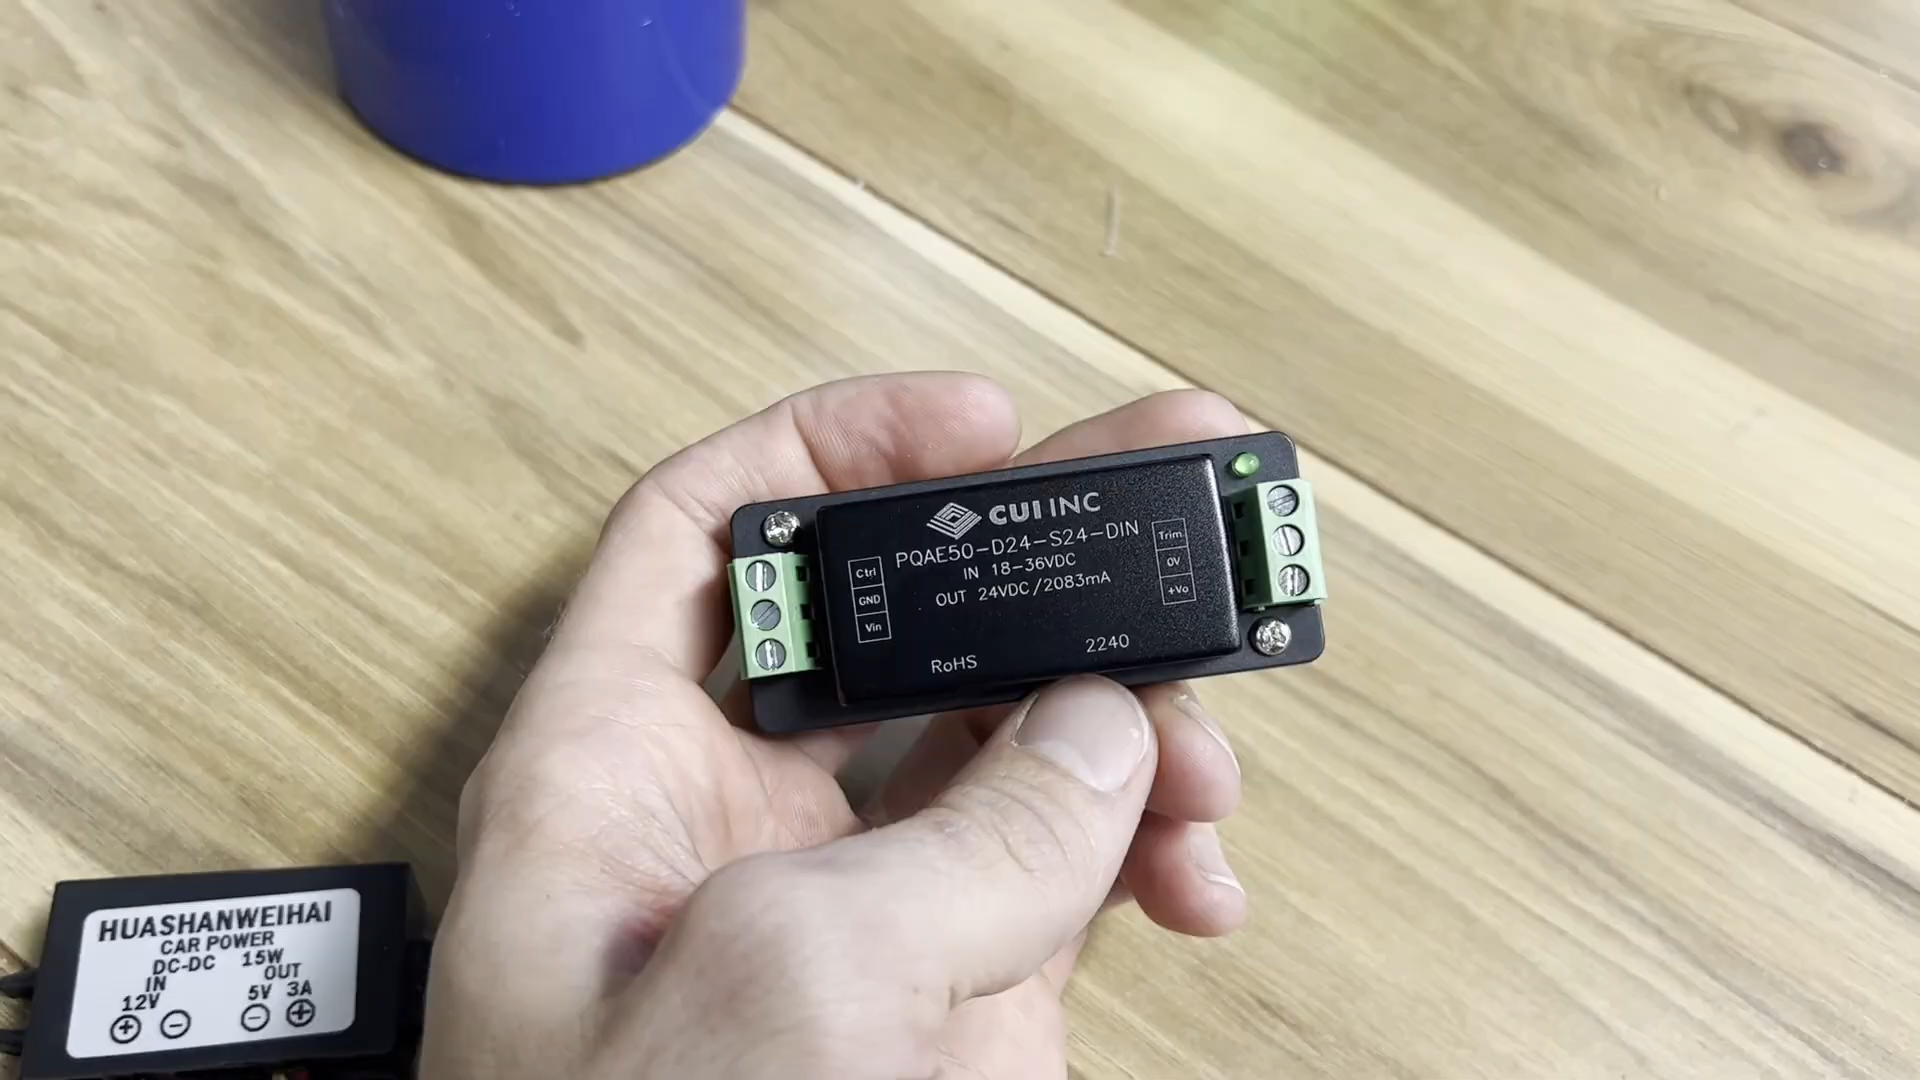 CUI INC
PQAE50-D24-S24-DIN
IN 18-36VDC
OUT 24VDC/2083mA
Ctrl
GND
Vin
Trim
0V
+Vo
RoHS
2240
HUASHANWEIHAI
CAR POWER
DC-DC 15W
IN OUT
12V 5V 3A
+ - - +